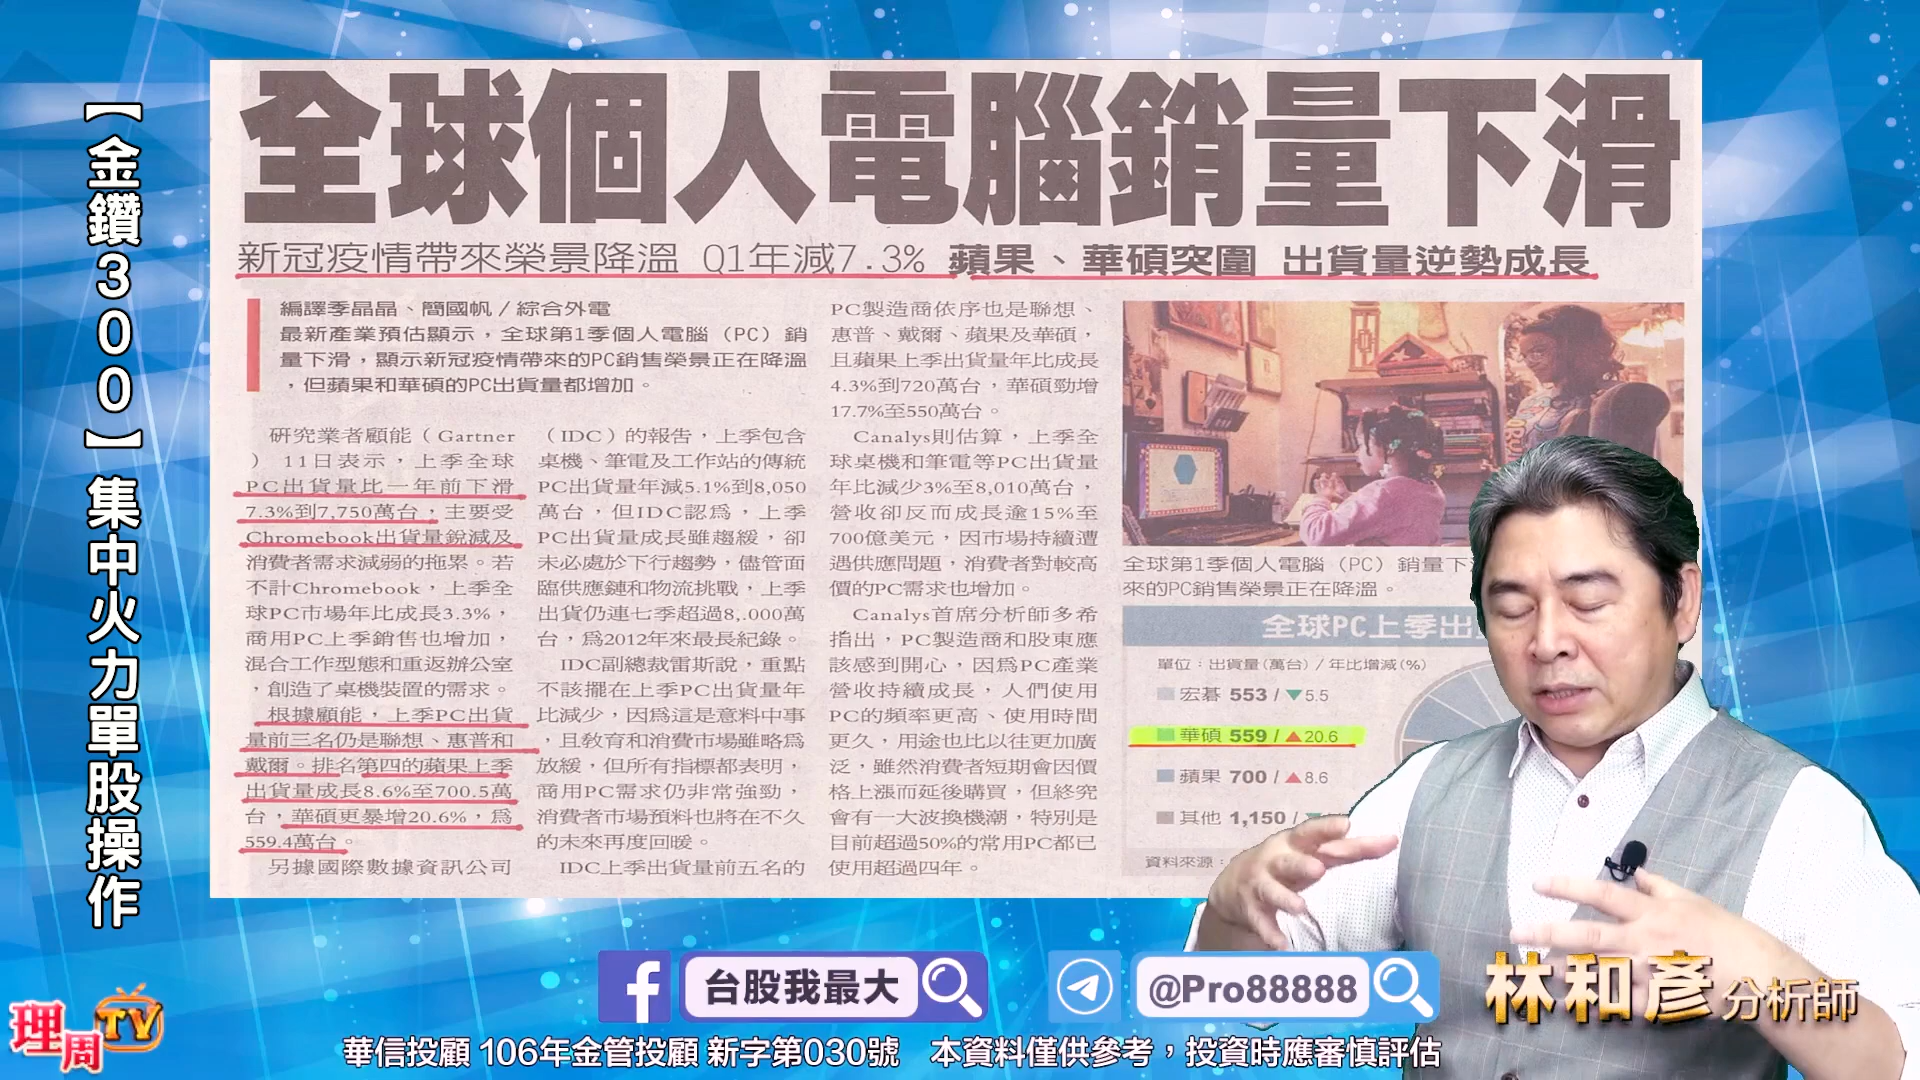 【金鑽300】集中火力單股操作
全球個人電腦銷量下滑
新冠疫情帶來榮景降溫 Q1年減7.3% 蘋果、華碩突圍 出貨量逆勢成長
編譯季晶晶、簡國帆／綜合外電
最新產業預估顯示，全球第1季個人電腦（PC）銷
量下滑，顯示新冠疫情帶來的PC銷售榮景正在降溫
，但蘋果和華碩的PC出貨量都增加。
研究業者顧能（Gartner
）11日表示，上季全球
PC出貨量比一年前下滑
7.3%到7,750萬台，主要受
Chromebook出貨量銳減及
消費者需求減弱的拖累。若
不計Chromebook，上季全
球PC市場年比成長3.3%，
商用PC上季銷售也增加，
混合工作型態和重返辦公室
，創造了桌機裝置的需求。
根據顧能，上季PC出貨
量前三名仍是聯想、惠普和
戴爾。排名第四的蘋果上季
出貨量成長8.6%至700.5萬
台，華碩更暴增20.6%，為
559.4萬台。
另據國際數據資訊公司
（IDC）的報告，上季包含
桌機、筆電及工作站的傳統
PC出貨量年減5.1%到8,050
萬台，但IDC認為，上季
PC出貨量成長雖趨緩，卻
未必處於下行趨勢，儘管面
臨供應鏈和物流挑戰，上季
出貨仍連七季超過8,000萬
台，為2012年來最長紀錄。
IDC副總裁雷斯說，重點
不該擺在上季PC出貨量年
比減少，因為這是意料中事
，且教育和消費市場雖略為
放緩，但所有指標都表明，
商用PC需求仍非常強勁，
消費者市場預料也將在不久
的未來再度回暖。
IDC上季出貨量前五名的
PC製造商依序也是聯想、
惠普、戴爾、蘋果及華碩，
且蘋果上季出貨量年比成長
4.3%到720萬台，華碩勁增
17.7%至550萬台。
Canalys則估算，上季全
球桌機和筆電等PC出貨量
年比減少3%至8,010萬台，
營收卻反而成長逾15%至
700億美元，因市場持續遭
遇供應問題，消費者對較高
價的PC需求也增加。
Canalys首席分析師多希
指出，PC製造商和股東應
該感到開心，因為PC產業
營收持續成長，人們使用
PC的頻率更高、使用時間
更久，用途也比以往更加廣
泛，雖然消費者短期會因價
格上漲而延後購買，但終究
會有一大波換機潮，特別是
目前超過50%的常用PC都已
使用超過四年。
全球第1季個人電腦（PC）銷量下
來的PC銷售榮景正在降溫。
全球PC上季出
單位：出貨量(萬台)／年比增減(%)
宏碁 553 / ▼5.5
華碩 559 / ▲20.6
蘋果 700 / ▲8.6
其他 1,150 /
資料來源：
台股我最大
@Pro88888
林和彥 分析師
理周TV
華信投顧 106年金管投顧 新字第030號 本資料僅供參考，投資時應審慎評估